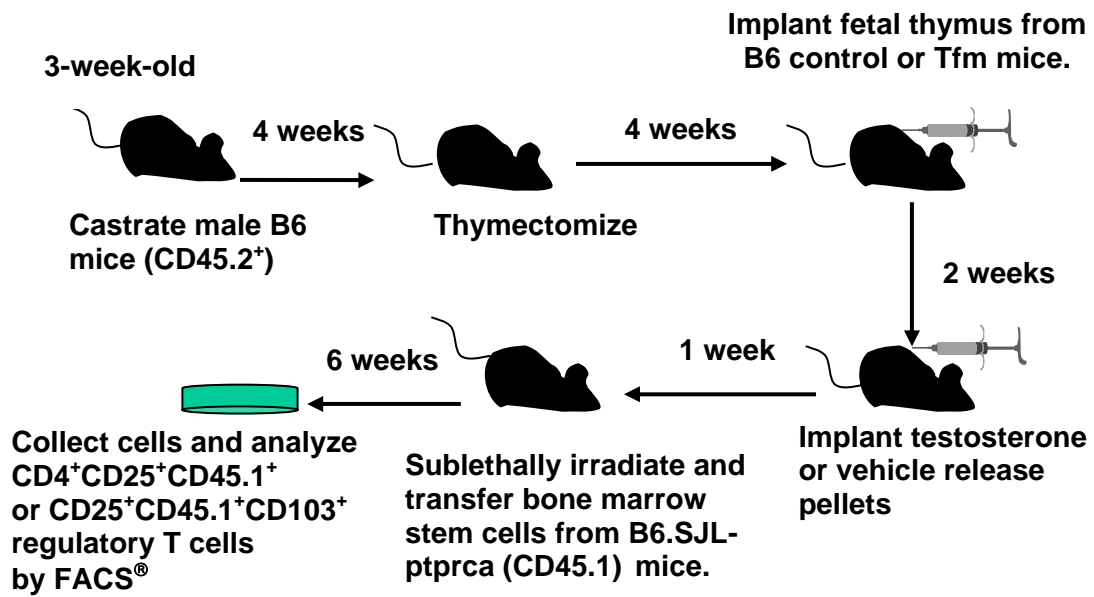 3-week-old
4 weeks
4 weeks
Implant fetal thymus from
B6 control or Tfm mice.
Castrate male B6
mice (CD45.2⁺)
Thymectomize
2 weeks
1 week
6 weeks
Implant testosterone
or vehicle release
pellets
Sublethally irradiate and
transfer bone marrow
stem cells from B6.SJL-
ptprca (CD45.1) mice.
Collect cells and analyze
CD4⁺CD25⁺CD45.1⁺
or CD25⁺CD45.1⁺CD103⁺
regulatory T cells
by FACS®